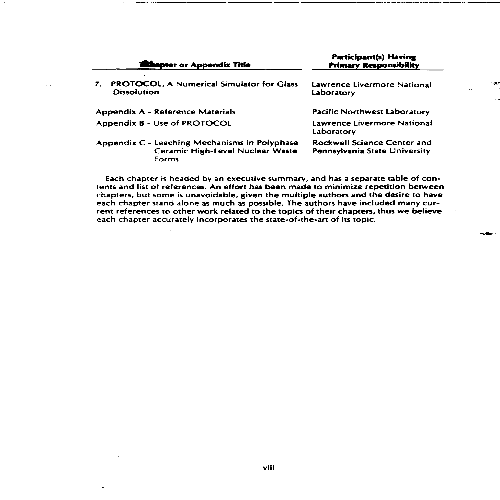 Participant(s) Having
Chapter or Appendix Title Primary Responsibility
7. PROTOCOL, A Numerical Simulator for Glass Lawrence Livermore National
Dissolution Laboratory
Appendix A - Reference Materials Pacific Northwest Laboratory
Appendix B - Use of PROTOCOL Lawrence Livermore National
Laboratory
Appendix C - Leaching Mechanisms in Polyphase Rockwell Science Center and
Ceramic High-Level Nuclear Waste Pennsylvania State University
Forms
Each chapter is headed by an executive summary, and has a separate table of con-
tents and list of references. An effort has been made to minimize repetition between
chapters, but some is unavoidable, given the multiple authors and the desire to have
each chapter stand alone as much as possible. The authors have included many cur-
rent references to other work related to the topics of their chapters, thus we believe
each chapter accurately incorporates the state-of-the-art of its topic.
viii